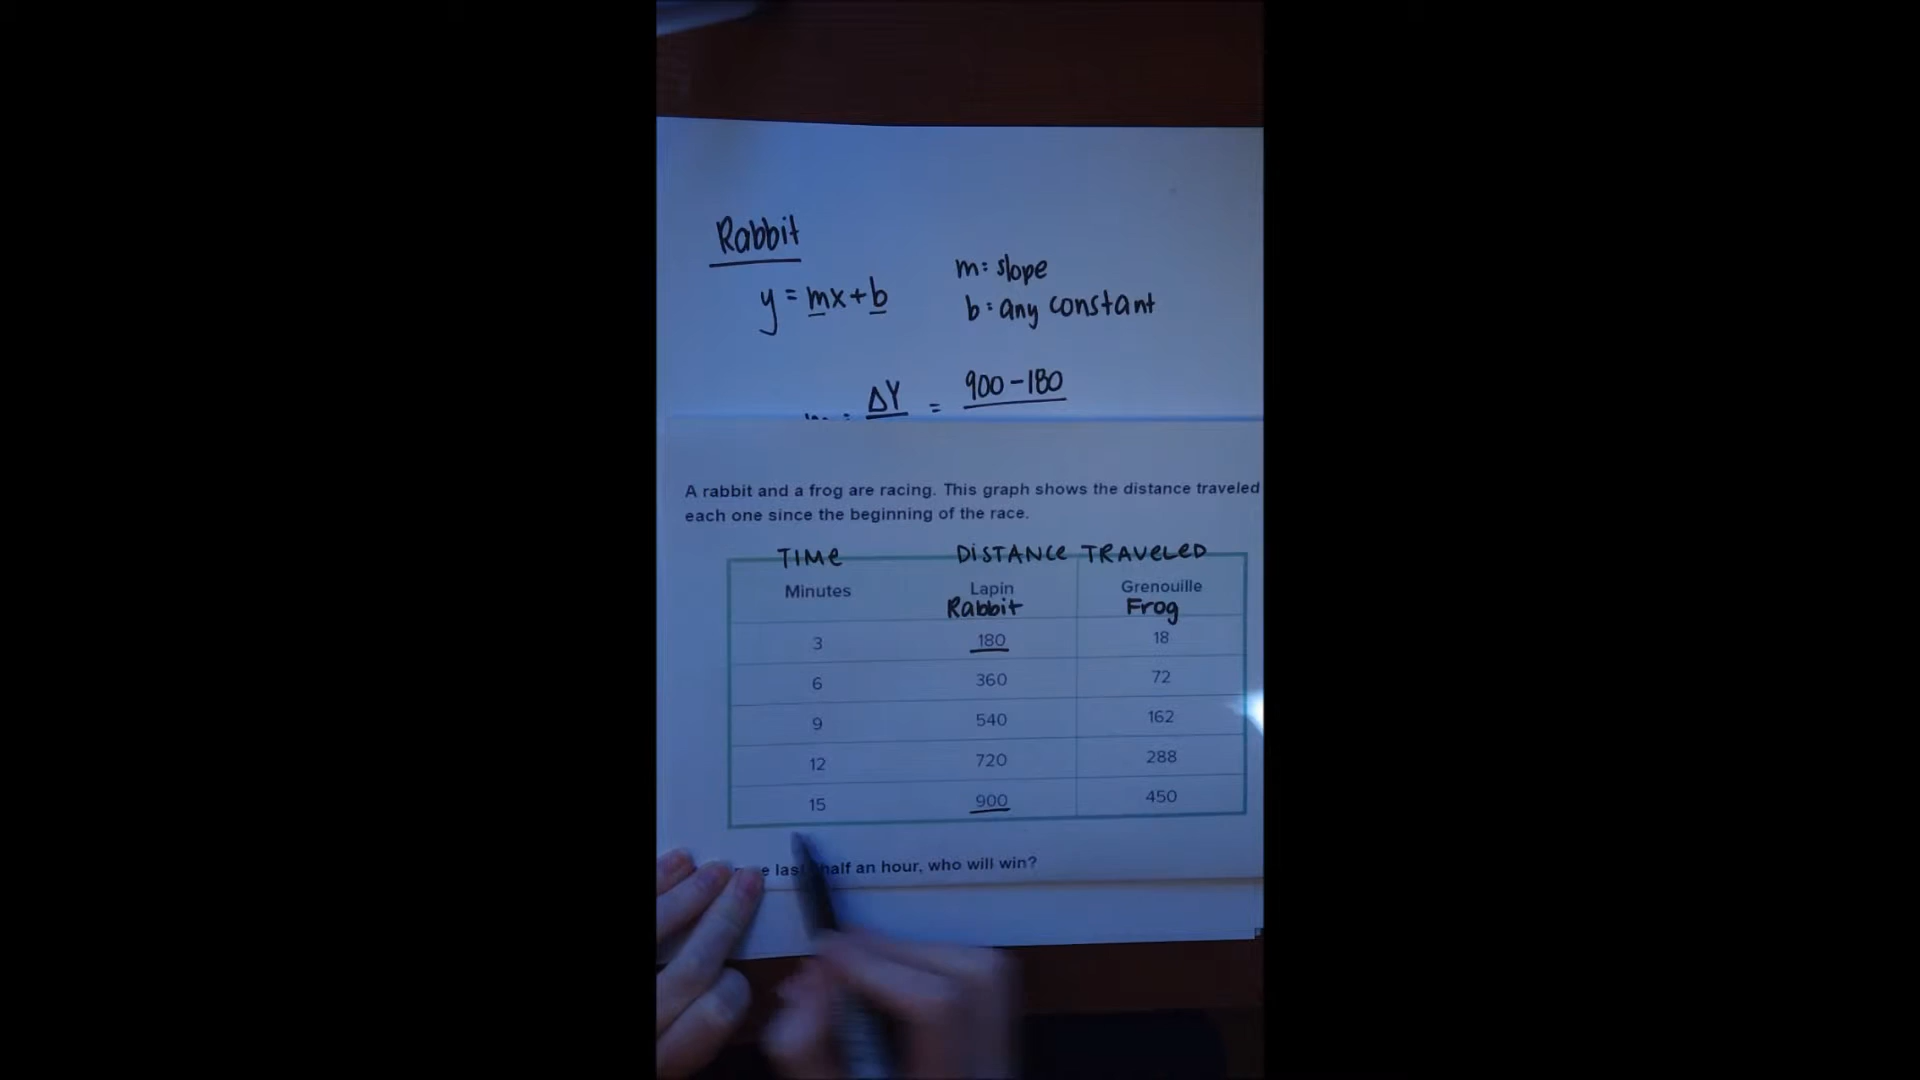 Rabbit
y = mx + b
m: slope
b: any constant
ΔY = 900 - 180
A rabbit and a frog are racing. This graph shows the distance traveled
each one since the beginning of the race.
TIMe DiSTANCe TRAVeLeD
Minutes Lapin Grenouille
Rabbit Frog
3 180 18
6 360 72
9 540 162
12 720 288
15 900 450
half an hour, who will win?